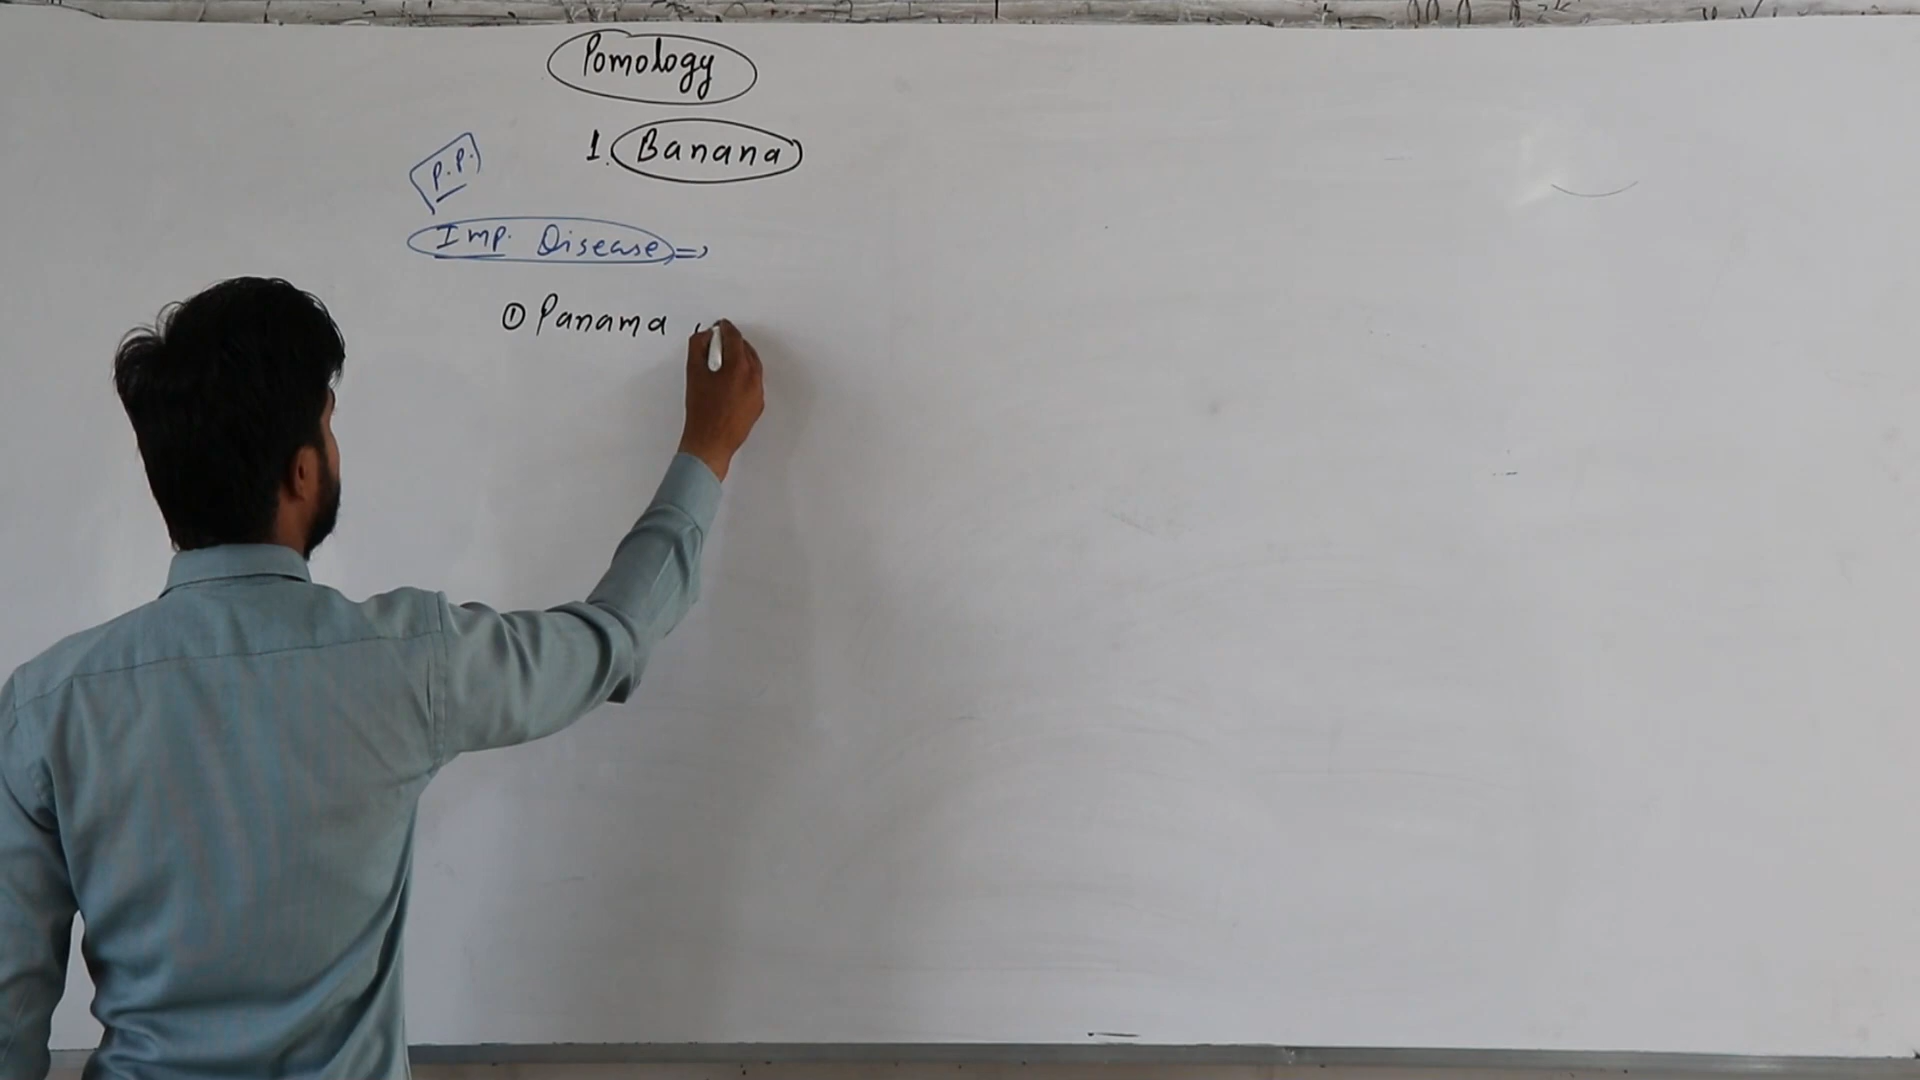 Pomology
1. Banana
P.P.
Imp. Disease =>
① Panama